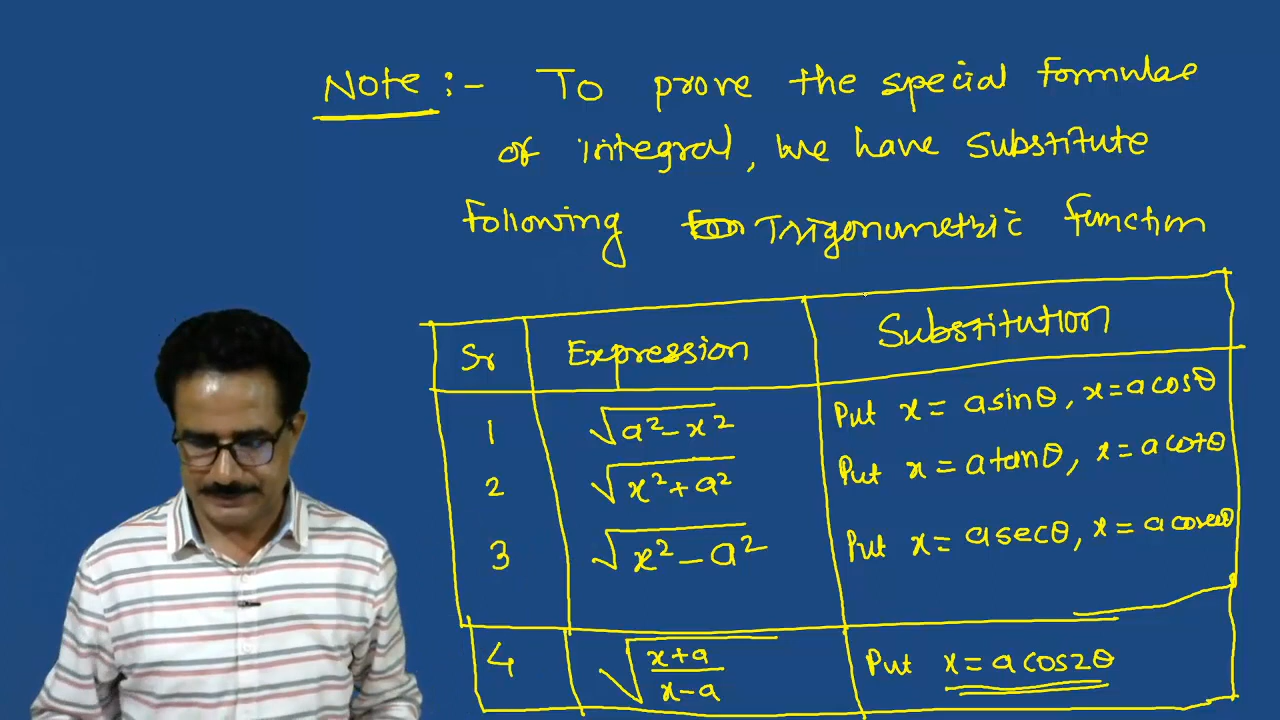 Note :- To prove the special formulae
of integral, we have substitute
following Trigonometric function
Sr Expression Substitution
1 √(a²-x²) Put x = a sinθ, x = a cosθ
2 √(x²+a²) Put x = a tanθ, x = a cotθ
3 √(x²-a²) Put x = a secθ, x = a cosecθ
4 √((x+a)/(x-a)) Put x = a cos2θ